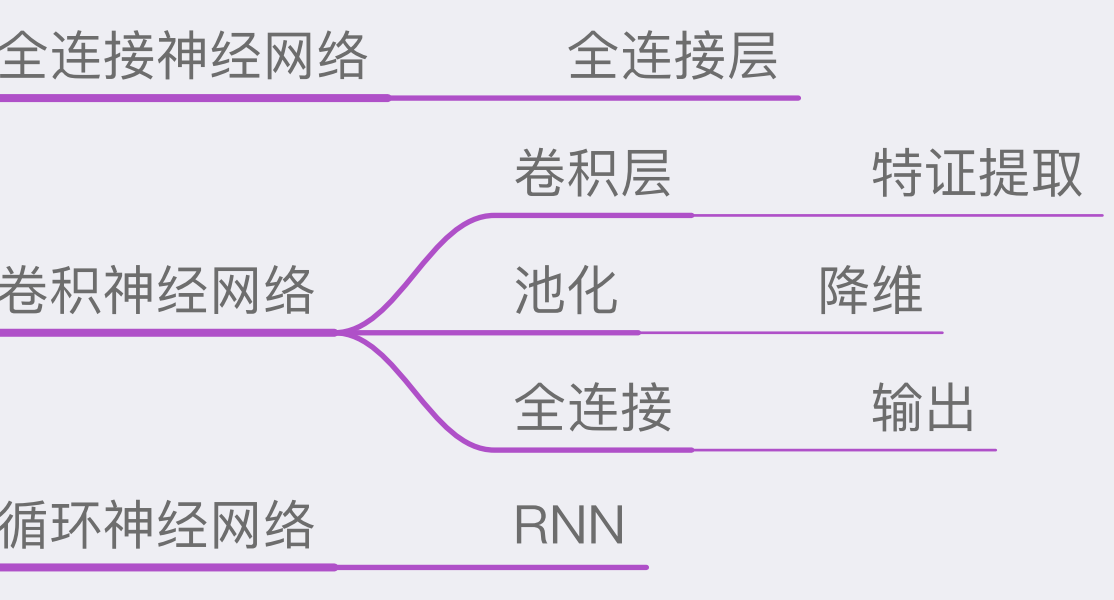 全连接神经网络 全连接层
卷积层 特证提取
卷积神经网络 池化 降维
全连接 输出
循环神经网络 RNN